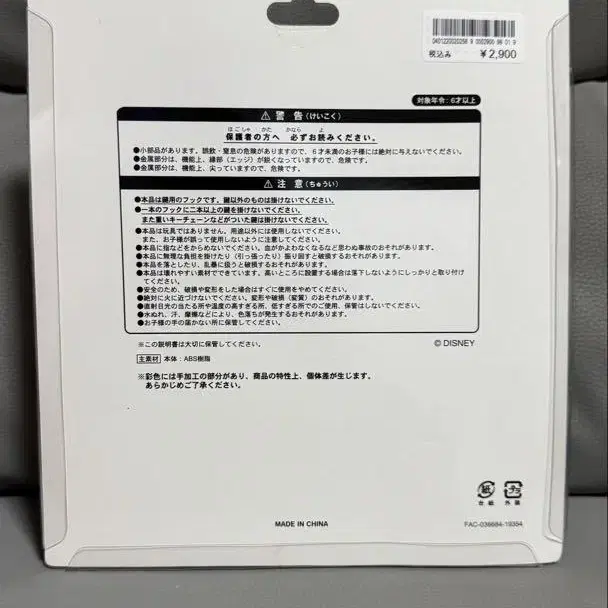 0401220020256 9 0002900 96 01 9
税込み ¥2,900
対象年令:6才以上
⚠警告(けいこく)
ほごしゃ かた かなら よ
保護者の方へ 必ずお読みください。
●小部品があります。誤飲・窒息の危険がありますので、6才未満のお子様には絶対に与えないでください。
●金属部分は、機能上、縁部(エッジ)が鋭くなっていますので、危険です。
●金属部分は、機能上、尖っていますので、危険です。
⚠注意(ちゅうい)
●本品は鍵用のフックです。鍵以外のものは掛けないでください。
●一本のフックに二本以上の鍵を掛けないでください。
また重いキーチェーンなどがついた鍵は掛けないでください。
●本品は玩具ではありません。用途以外には使用しないでください。
また、お子様が誤って使用しないように注意してください。
●本品に指などをからめないでください。血がかよわなくなるなど思わぬ事故のおそれがあります。
●本品に無理な負担を掛けたり(引っ張ったり)振り回すと破損するおそれがあります。
●本品を落としたり、乱暴に扱うと破損するおそれがあります。
●本品は壊れやすい素材でできています。高いところに設置する場合は落下しないようにしっかりと取り付け
てください。
●安全のため、破損や変形をした場合はすぐに使用をやめてください。
●絶対に火に近づけないでください。変形や破損(変質)のおそれがあります。
●直射日光の当たる所や温度の高すぎる所、低すぎる所でのご使用、保管はしないでください。
●水ぬれ、汗、摩擦などにより、色落ちが発生するおそれがあります。
●お子様の手の届かない所に保管してください。
※この説明書は大切に保管してください。
© DISNEY
主素材 本体:ABS樹脂
※彩色には手加工の部分があり、商品の特性上、個体差が生じます。
あらかじめご了承ください。
紙 プラ
台紙 外装
MADE IN CHINA
FAC-036684-19354